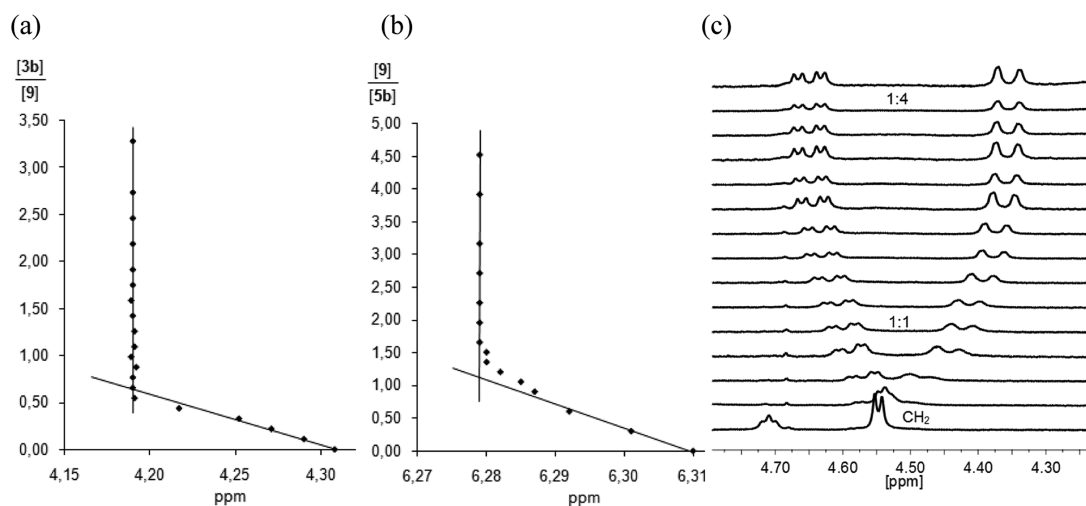 (a)
[3b]
[9]
3,50
3,00
2,50
2,00
1,50
1,00
0,50
0,00
4,15 4,20 4,25 4,30
ppm
(b)
[9]
[5b]
5,00
4,50
4,00
3,50
3,00
2,50
2,00
1,50
1,00
0,50
0,00
6,27 6,28 6,29 6,30 6,31
ppm
(c)
1:4
1:1
CH₂
4.70 4.60 4.50 4.40 4.30
[ppm]